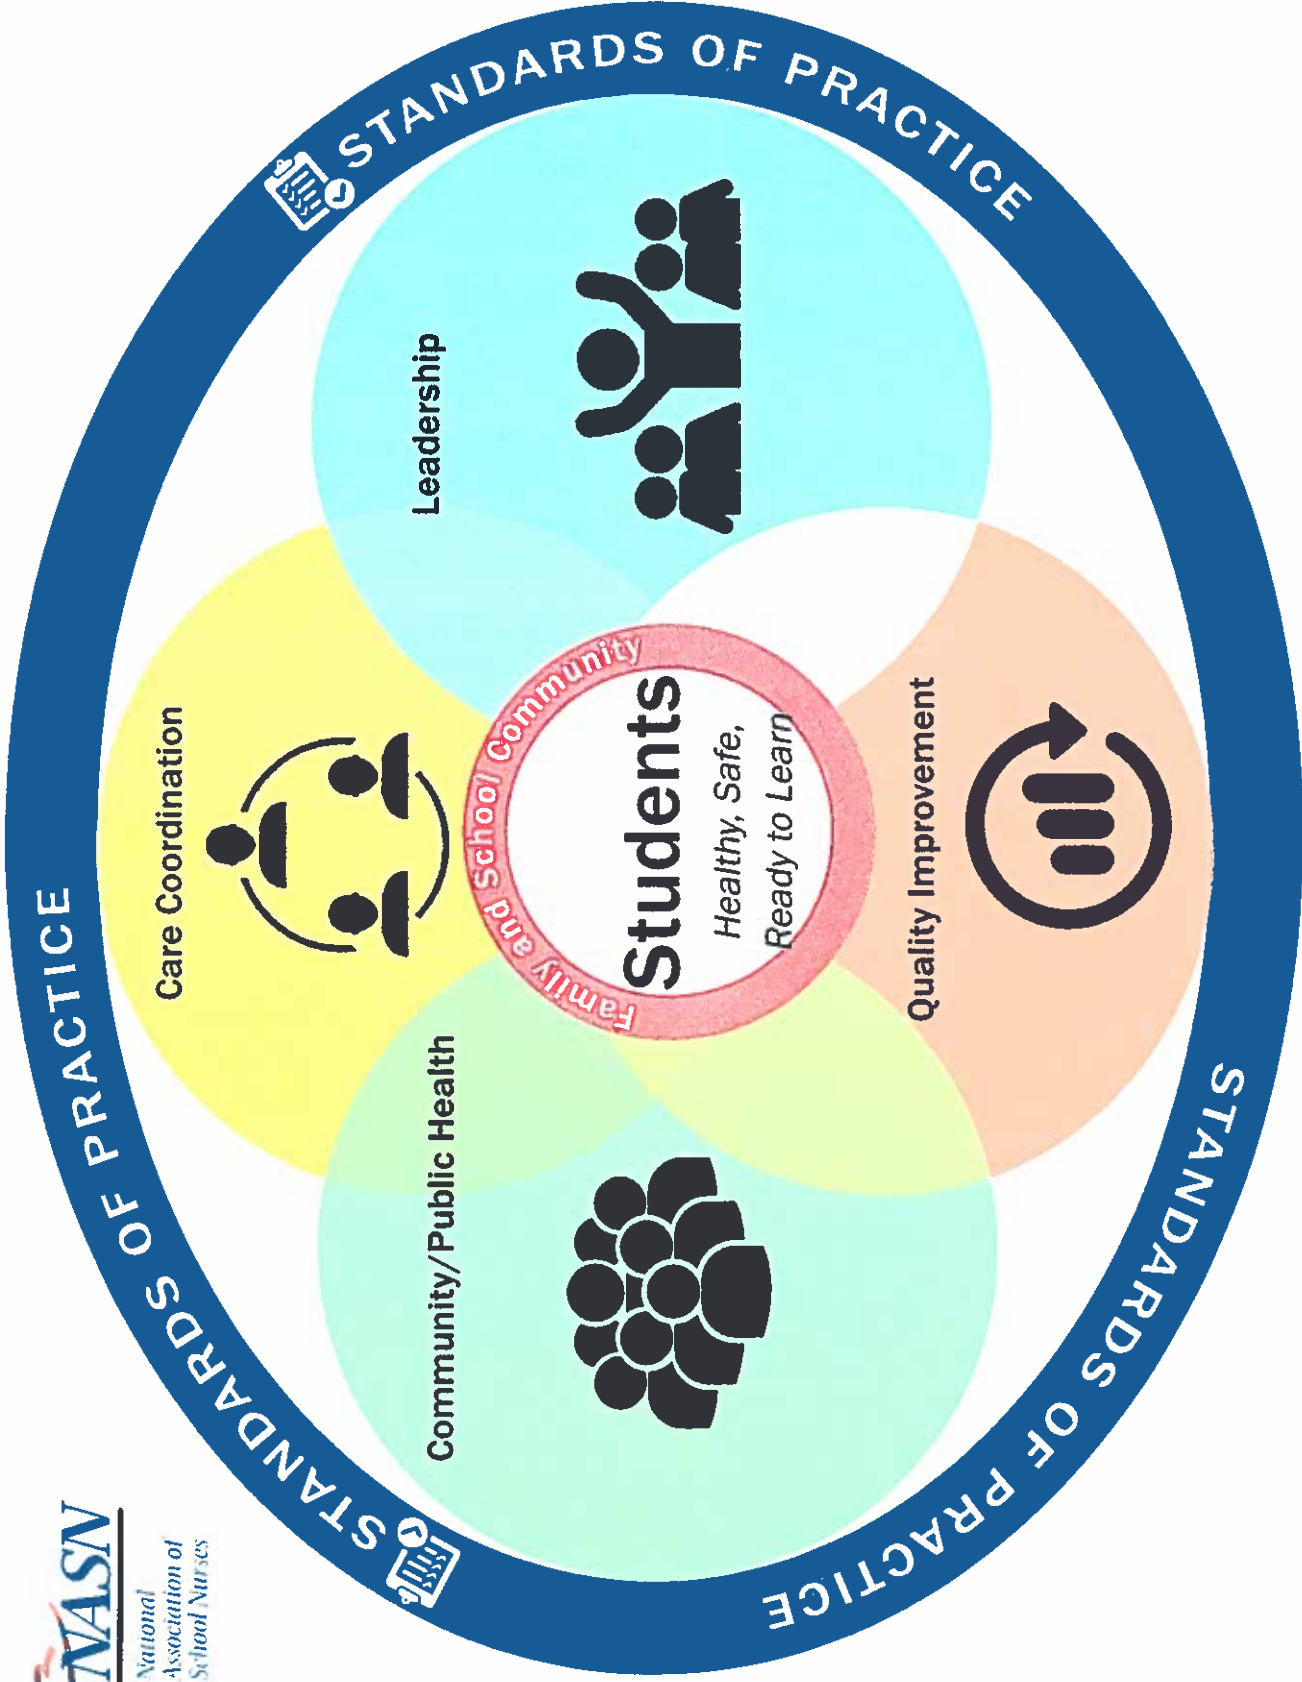 NASN
National
Association of
School Nurses
STANDARDS OF PRACTICE
STANDARDS OF PRACTICE
STANDARDS OF PRACTICE
Care Coordination
Leadership
Community/Public Health
Family and School Community
Students
Healthy, Safe,
Ready to Learn
Quality Improvement